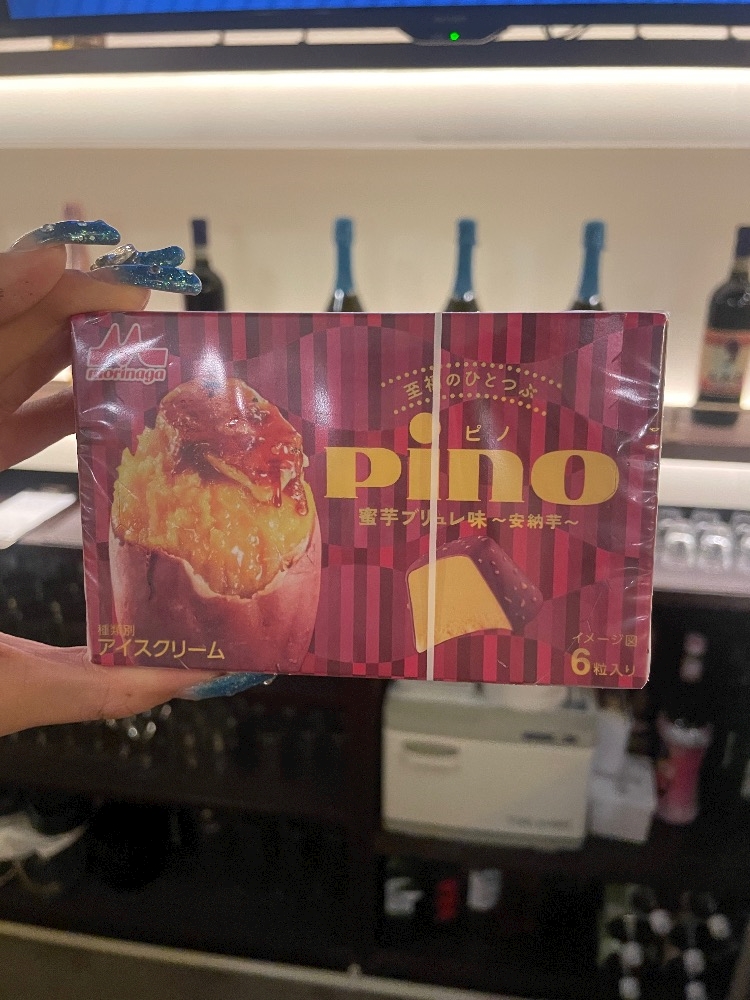 morinaga
至福のひとつぶ
ピノ
pino
蜜芋ブリュレ味 〜安納芋〜
種類別
アイスクリーム
イメージ図
6粒入り